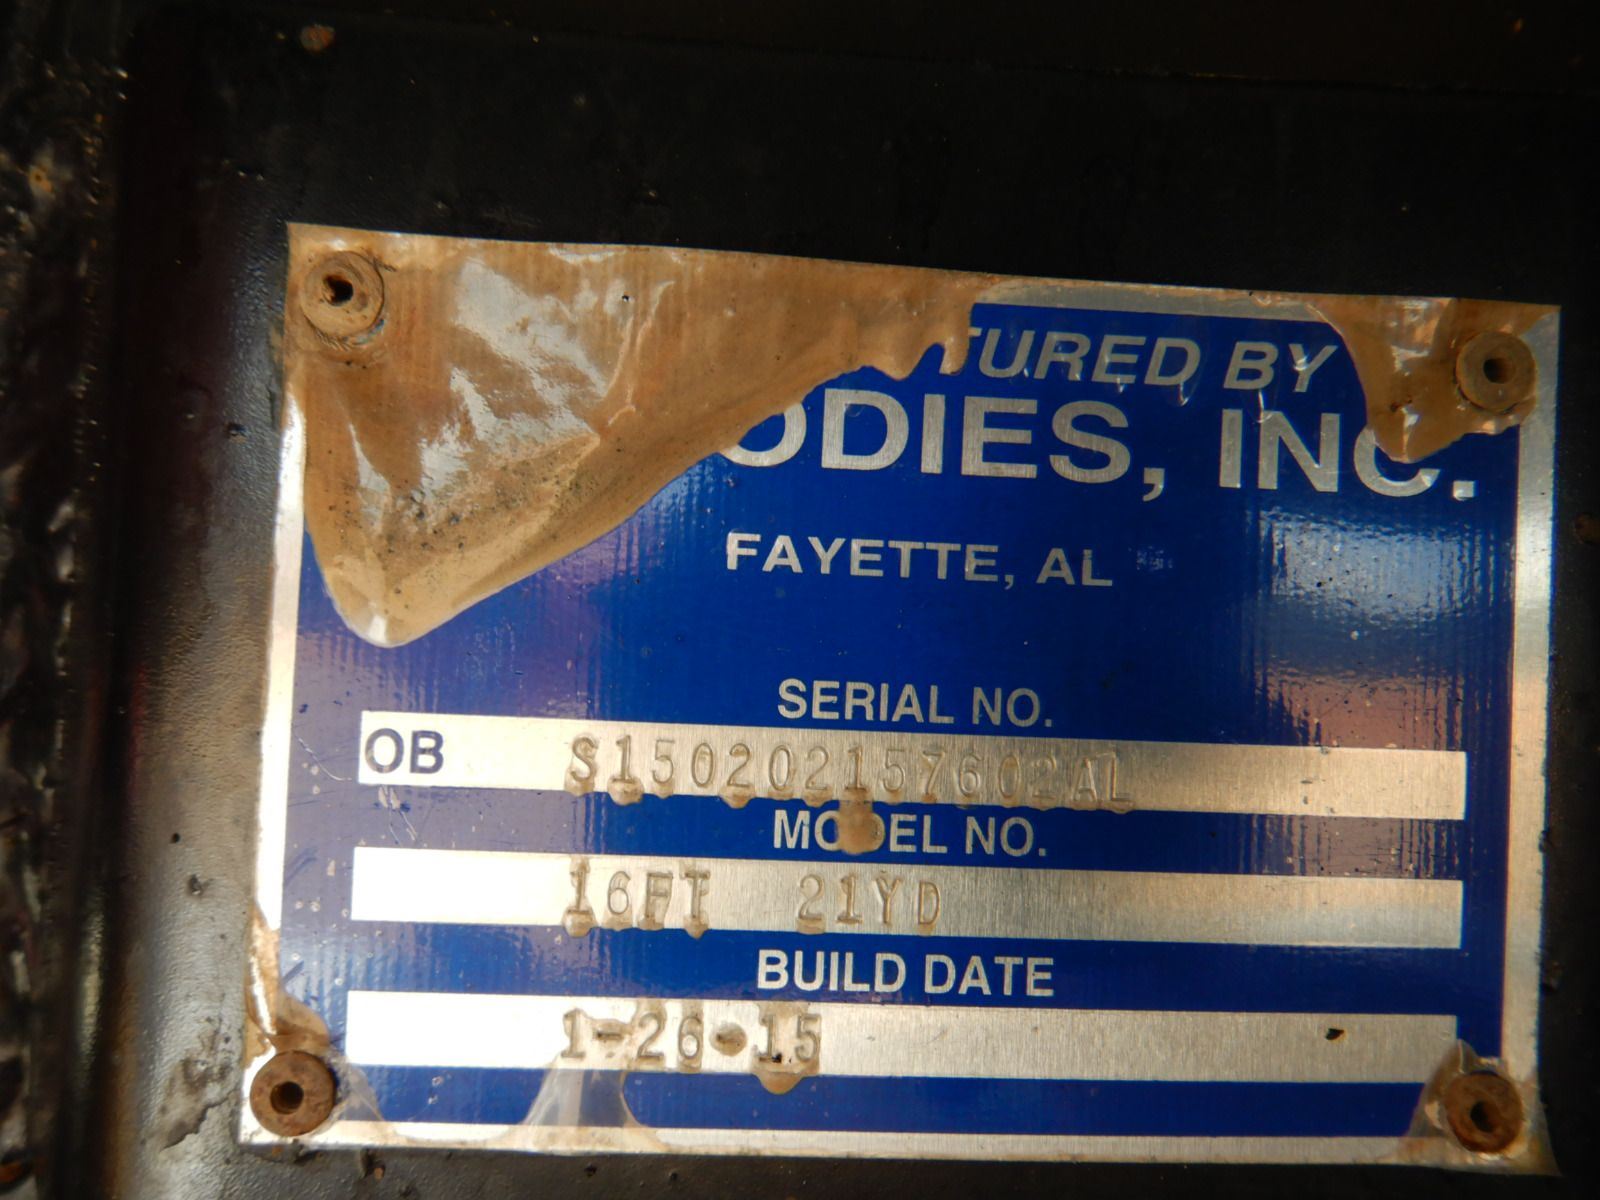 TURED BY
ODIES, INC.
FAYETTE, AL
SERIAL NO.
OB S150202157602AL
MODEL NO.
16FT 21YD
BUILD DATE
1-26-15